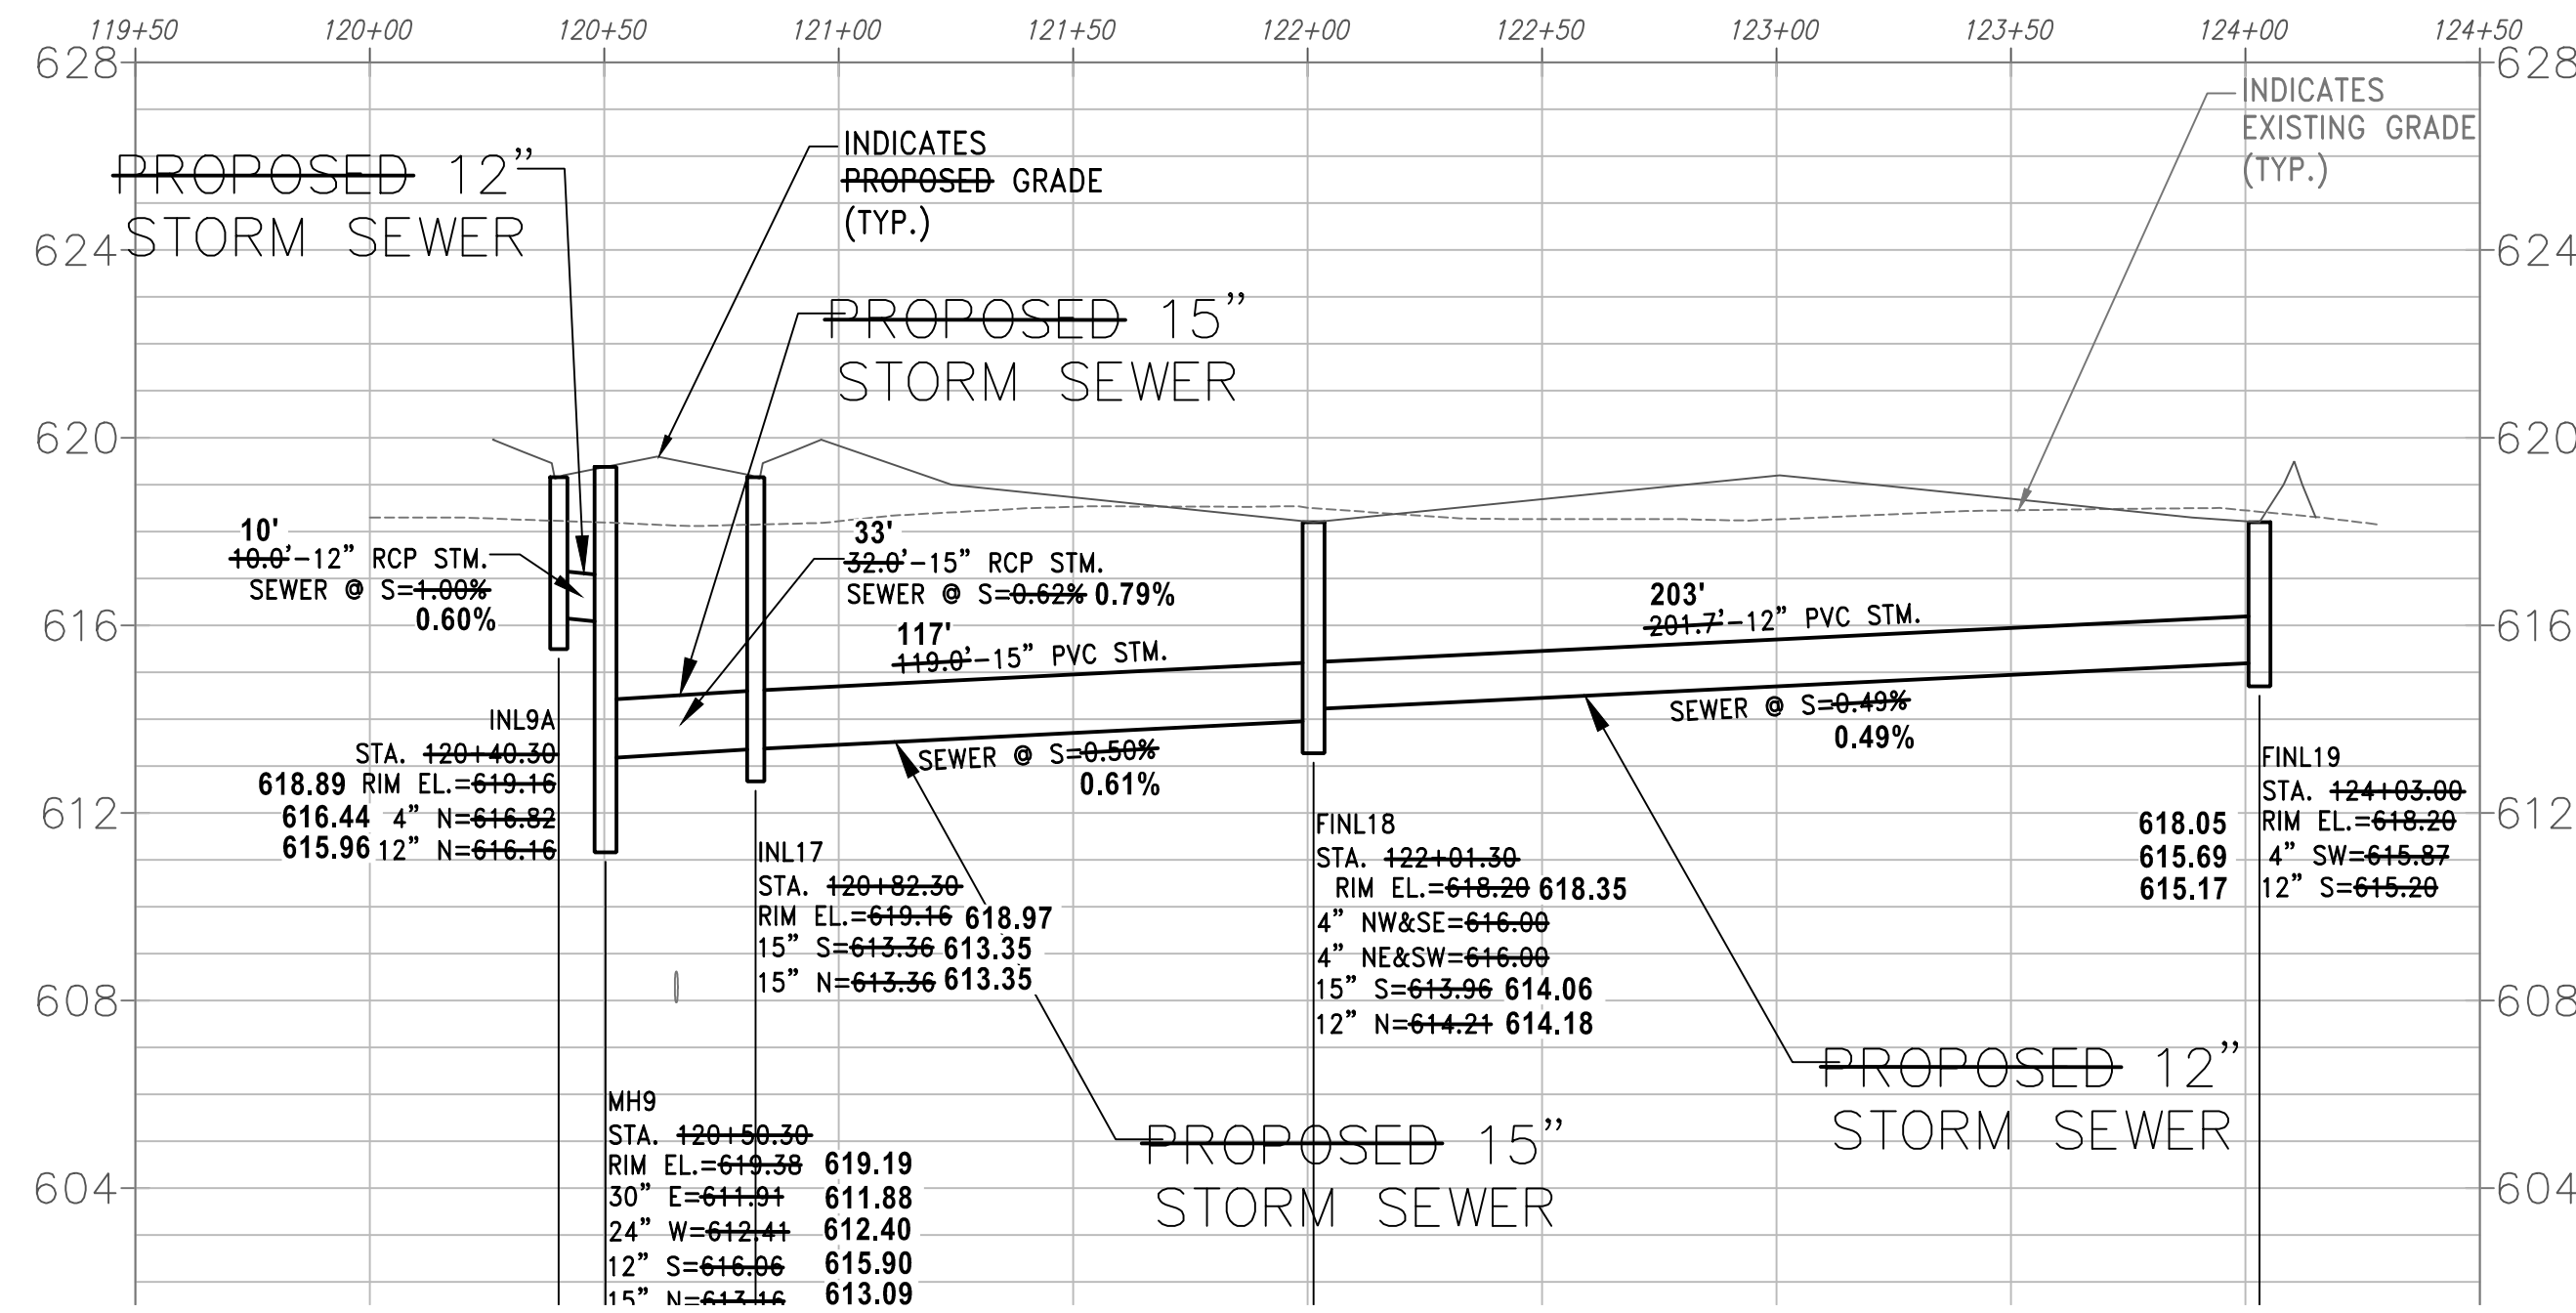 119+50 120+00 120+50 121+00 121+50 122+00 122+50 123+00 123+50 124+00 124+50
628 628
624 624
620 620
616 616
612 612
608 608
604 604
PROPOSED 12”
STORM SEWER
INDICATES
PROPOSED GRADE
(TYP.)
INDICATES
EXISTING GRADE
(TYP.)
PROPOSED 15”
STORM SEWER
10'
10.0'-12” RCP STM.
SEWER @ S=1.00%
0.60%
33'
32.0'-15” RCP STM.
SEWER @ S=0.62% 0.79%
117'
119.0'-15” PVC STM.
SEWER @ S=0.50%
0.61%
203'
201.7'-12” PVC STM.
SEWER @ S=0.49%
0.49%
INL9A
STA. 120+40.30
618.89 RIM EL.=619.16
616.44 4” N=616.82
615.96 12” N=616.16
INL17
STA. 120+82.30
RIM EL.=619.16 618.97
15” S=613.36 613.35
15” N=613.36 613.35
FINL18
STA. 122+01.30
RIM EL.=618.20 618.35
4” NW&SE=616.00
4” NE&SW=616.00
15” S=613.96 614.06
12” N=614.21 614.18
FINL19
STA. 124+03.00
618.05 RIM EL.=618.20
615.69 4” SW=615.87
615.17 12” S=615.20
MH9
STA. 120+50.30
RIM EL.=619.38 619.19
30” E=611.91 611.88
24” W=612.41 612.40
12” S=616.06 615.90
15” N=613.16 613.09
PROPOSED 15”
STORM SEWER
PROPOSED 12”
STORM SEWER